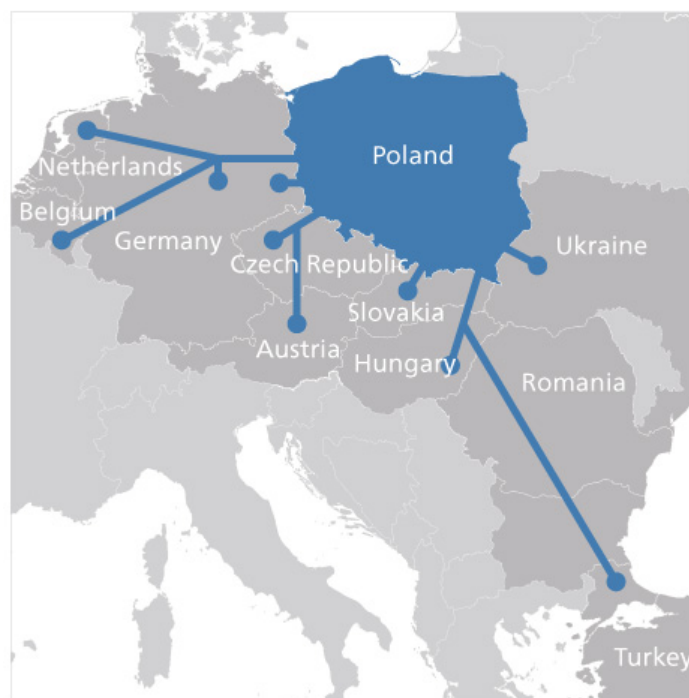 Poland
Netherlands
Belgium
Germany
Czech Republic
Ukraine
Slovakia
Austria
Hungary
Romania
Turkey